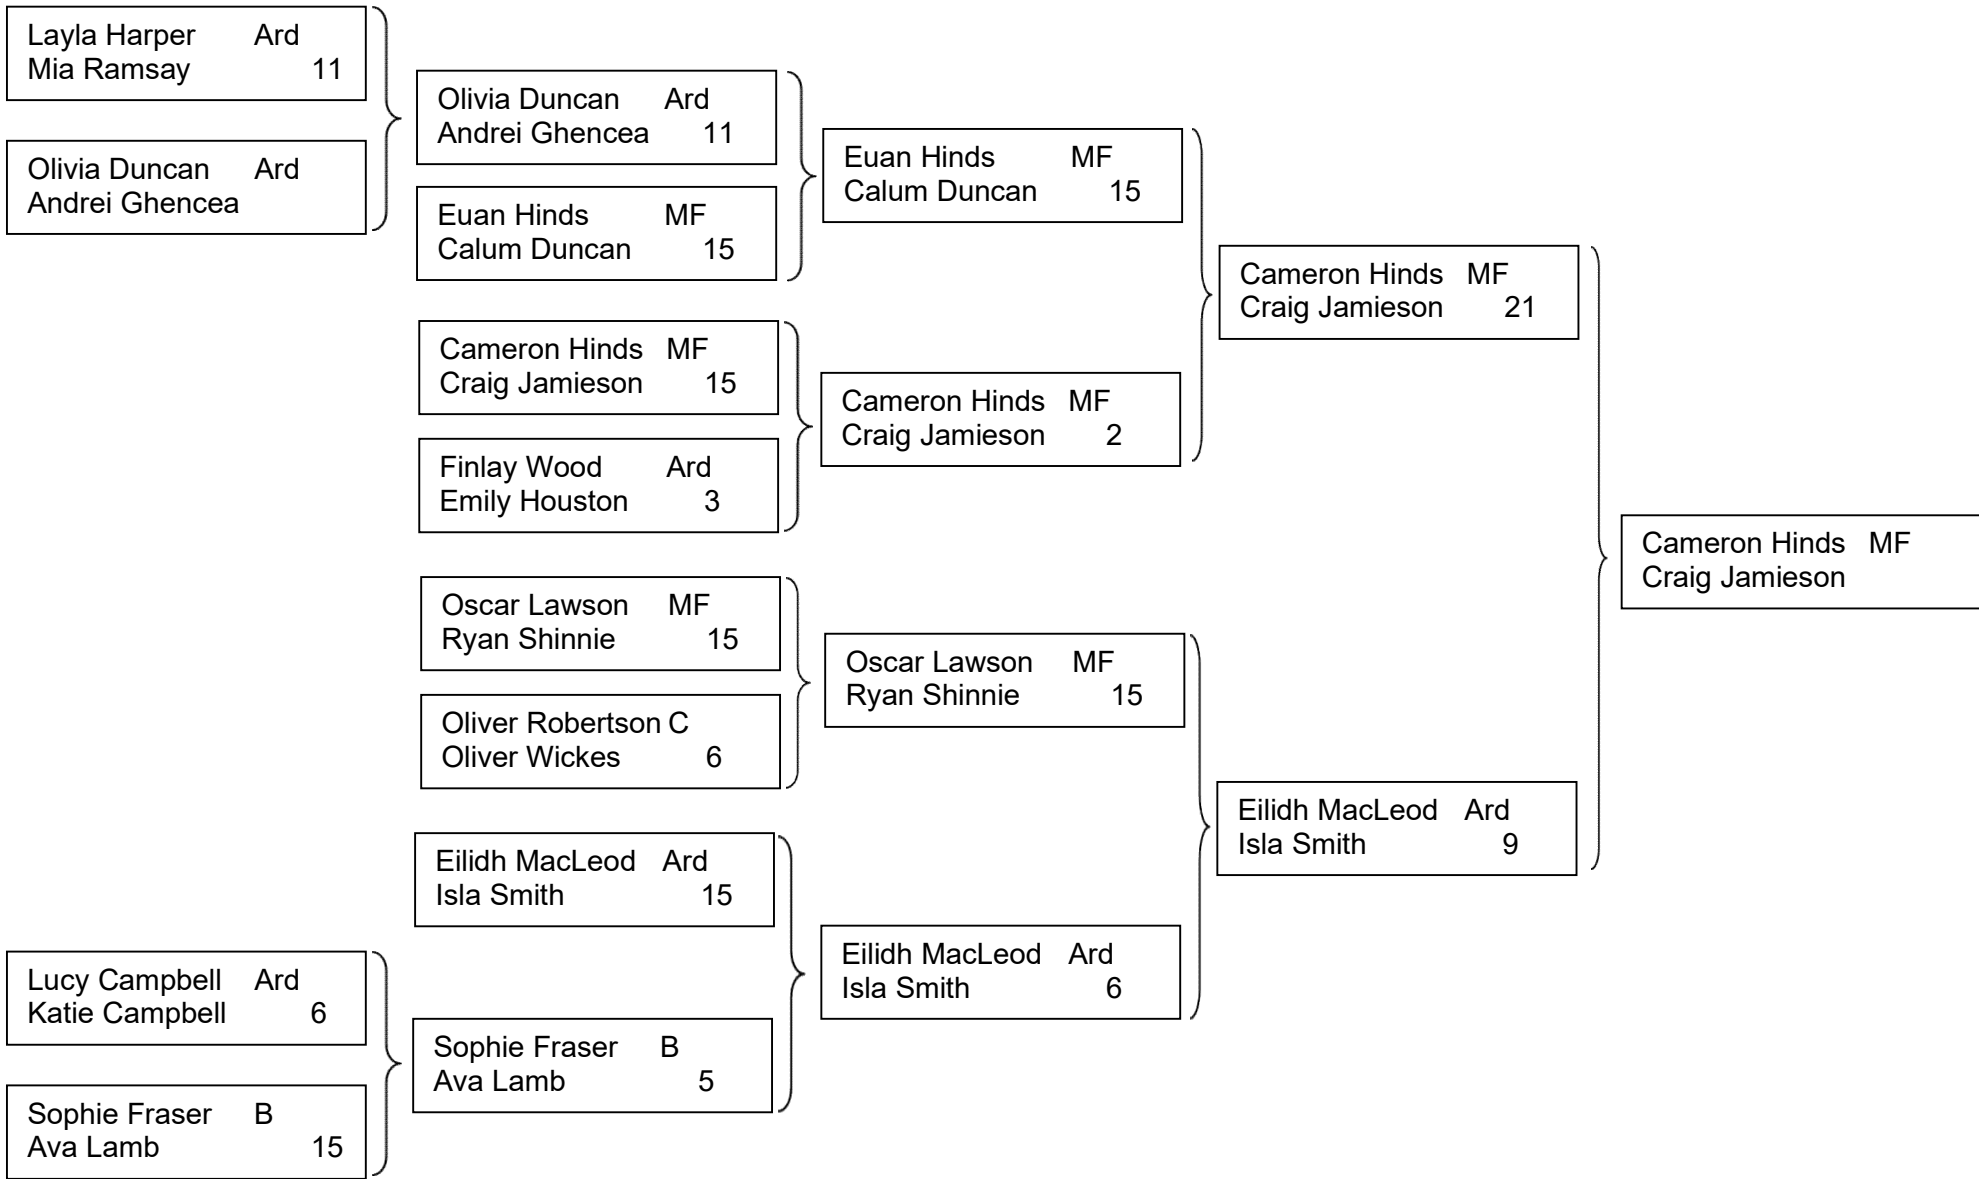 Layla Harper Ard
Mia Ramsay 11
Olivia Duncan Ard
Andrei Ghencea
Lucy Campbell Ard
Katie Campbell 6
Sophie Fraser B
Ava Lamb 15
Olivia Duncan Ard
Andrei Ghencea 11
Euan Hinds MF
Calum Duncan 15
Cameron Hinds MF
Craig Jamieson 15
Finlay Wood Ard
Emily Houston 3
Oscar Lawson MF
Ryan Shinnie 15
Oliver Robertson C
Oliver Wickes 6
Eilidh MacLeod Ard
Isla Smith 15
Sophie Fraser B
Ava Lamb 5
Euan Hinds MF
Calum Duncan 15
Cameron Hinds MF
Craig Jamieson 2
Oscar Lawson MF
Ryan Shinnie 15
Eilidh MacLeod Ard
Isla Smith 6
Cameron Hinds MF
Craig Jamieson 21
Eilidh MacLeod Ard
Isla Smith 9
Cameron Hinds MF
Craig Jamieson